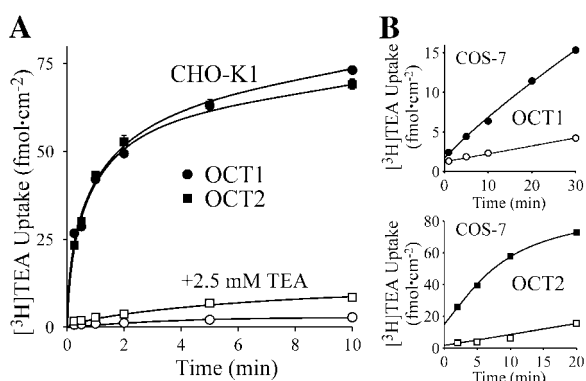 A
[³H]TEA Uptake (fmol·cm⁻²)
75
50
25
0
CHO-K1
● OCT1
■ OCT2
+2.5 mM TEA
0 2 4 6 8 10
Time (min)
B
[³H]TEA Uptake
(fmol·cm⁻²)
15
10
5
0
COS-7
OCT1
0 10 20 30
Time (min)
[³H]TEA Uptake
(fmol·cm⁻²)
80
60
40
20
0
COS-7
OCT2
0 5 10 15 20
Time (min)